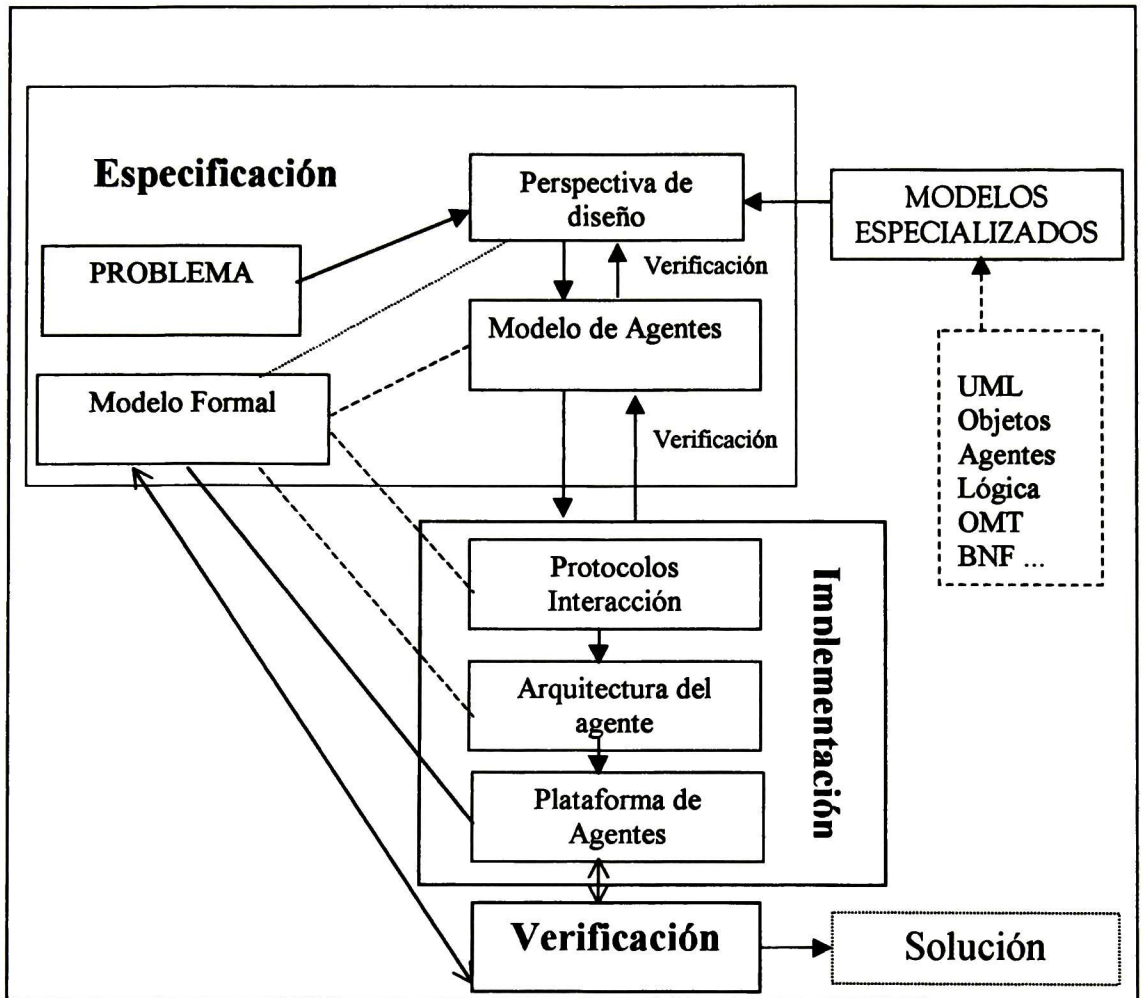 Especificación
Perspectiva de
diseño
MODELOS
ESPECIALIZADOS
PROBLEMA
Verificación
Modelo de Agentes
Modelo Formal
Verificación
UML
Objetos
Agentes
Lógica
OMT
BNF ...
Protocolos
Interacción
Arquitectura del
agente
Plataforma de
Agentes
Implementación
Verificación
Solución